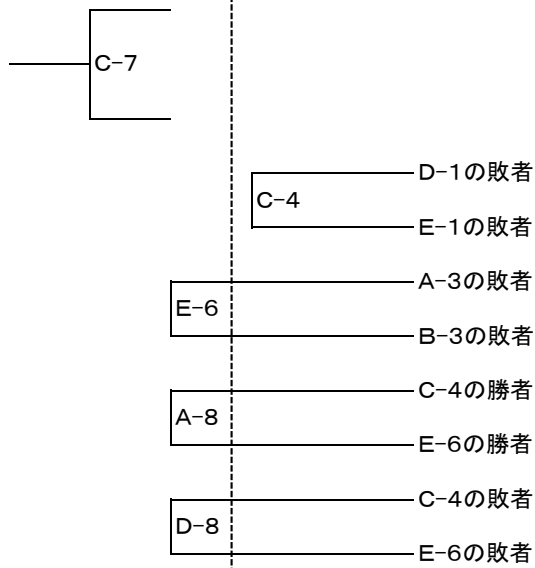 C-7
D-1の敗者
C-4
E-1の敗者
A-3の敗者
E-6
B-3の敗者
C-4の勝者
A-8
E-6の勝者
C-4の敗者
D-8
E-6の敗者